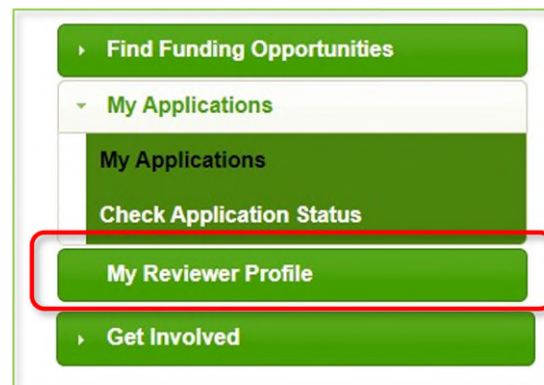 Find Funding Opportunities
My Applications
My Applications
Check Application Status
My Reviewer Profile
Get Involved